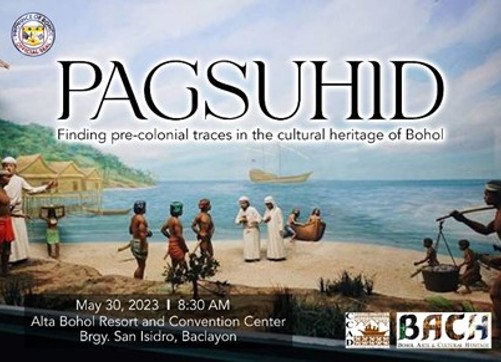 PAGSUHID
Finding pre-colonial traces in the cultural heritage of Bohol
May 30, 2023 I 8:30 AM
Alta Bohol Resort and Convention Center
Brgy. San Isidro, Baclayon
BACH
BOHOL ARTS & CULTURAL HERITAGE